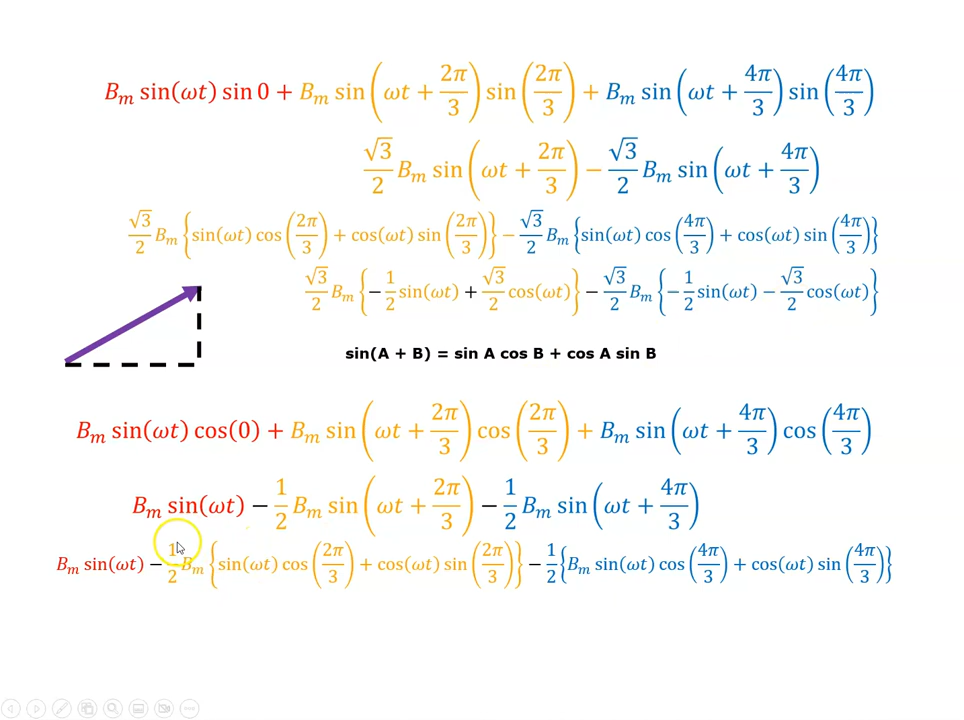 B_m sin(ωt) sin 0 + B_m sin(ωt + 2π/3) sin(2π/3) + B_m sin(ωt + 4π/3) sin(4π/3)
√3/2 B_m sin(ωt + 2π/3) − √3/2 B_m sin(ωt + 4π/3)
√3/2 B_m {sin(ωt) cos(2π/3) + cos(ωt) sin(2π/3)} − √3/2 B_m {sin(ωt) cos(4π/3) + cos(ωt) sin(4π/3)}
√3/2 B_m {−1/2 sin(ωt) + √3/2 cos(ωt)} − √3/2 B_m {−1/2 sin(ωt) − √3/2 cos(ωt)}
sin(A + B) = sin A cos B + cos A sin B
B_m sin(ωt) cos(0) + B_m sin(ωt + 2π/3) cos(2π/3) + B_m sin(ωt + 4π/3) cos(4π/3)
B_m sin(ωt) − 1/2 B_m sin(ωt + 2π/3) − 1/2 B_m sin(ωt + 4π/3)
B_m sin(ωt) − 1/2 B_m {sin(ωt) cos(2π/3) + cos(ωt) sin(2π/3)} − 1/2 {B_m sin(ωt) cos(4π/3) + cos(ωt) sin(4π/3)}